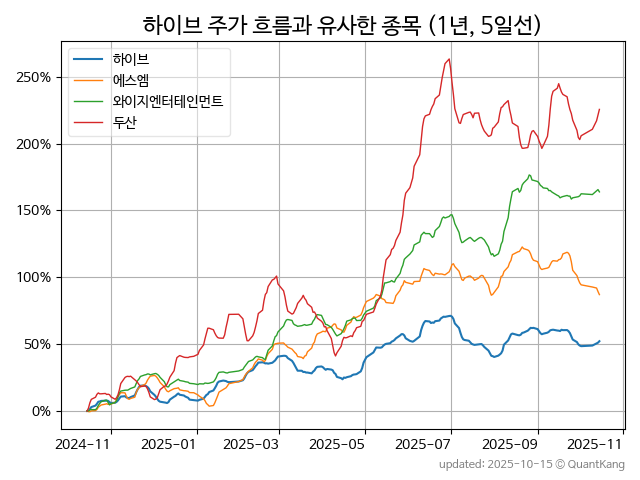 하이브 주가 흐름과 유사한 종목 (1년, 5일선)
하이브
에스엠
와이지엔터테인먼트
두산
250%
200%
150%
100%
50%
0%
2024-11
2025-01
2025-03
2025-05
2025-07
2025-09
2025-11
updated: 2025-10-15 © QuantKang